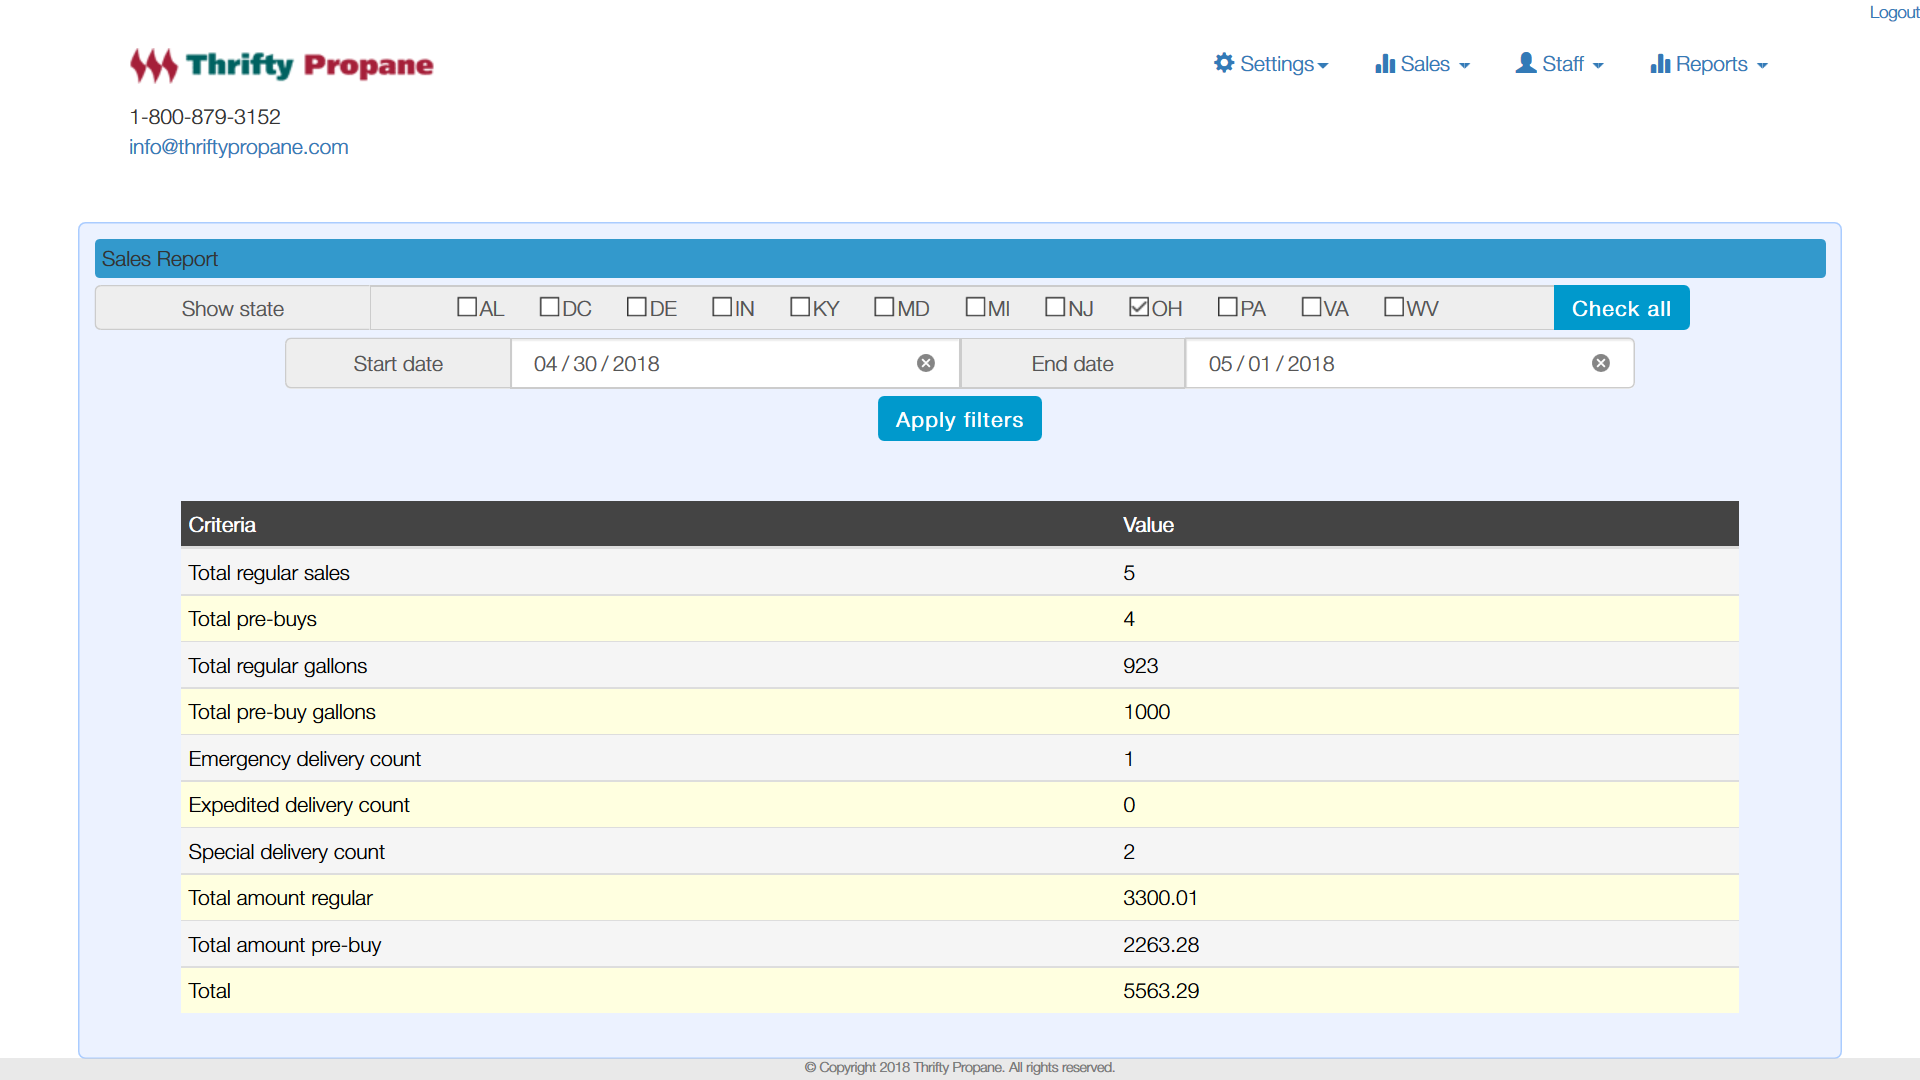 Logout
Thrifty Propane
Settings Sales Staff Reports
1-800-879-3152
info@thriftypropane.com
Sales Report
Show state AL DC DE IN KY MD MI NJ OH PA VA WV Check all
Start date 04 / 30 / 2018 End date 05 / 01 / 2018
Apply filters
Criteria Value
Total regular sales 5
Total pre-buys 4
Total regular gallons 923
Total pre-buy gallons 1000
Emergency delivery count 1
Expedited delivery count 0
Special delivery count 2
Total amount regular 3300.01
Total amount pre-buy 2263.28
Total 5563.29
© Copyright 2018 Thrifty Propane. All rights reserved.